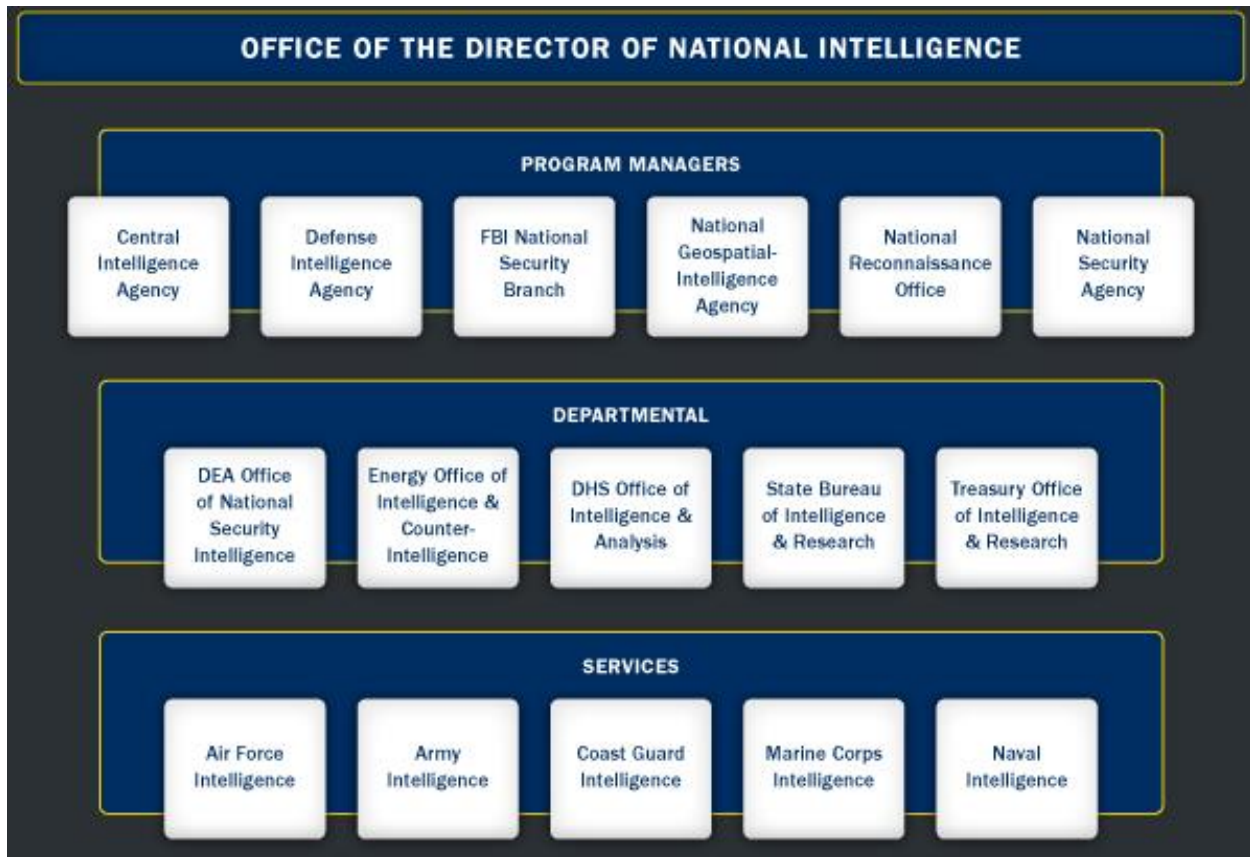 OFFICE OF THE DIRECTOR OF NATIONAL INTELLIGENCE
PROGRAM MANAGERS
Central
Intelligence
Agency
Defense
Intelligence
Agency
FBI National
Security
Branch
National
Geospatial-
Intelligence
Agency
National
Reconnaissance
Office
National
Security
Agency
DEPARTMENTAL
DEA Office
of National
Security
Intelligence
Energy Office of
Intelligence &
Counter-
Intelligence
DHS Office of
Intelligence &
Analysis
State Bureau
of Intelligence
& Research
Treasury Office
of Intelligence
& Research
SERVICES
Air Force
Intelligence
Army
Intelligence
Coast Guard
Intelligence
Marine Corps
Intelligence
Naval
Intelligence